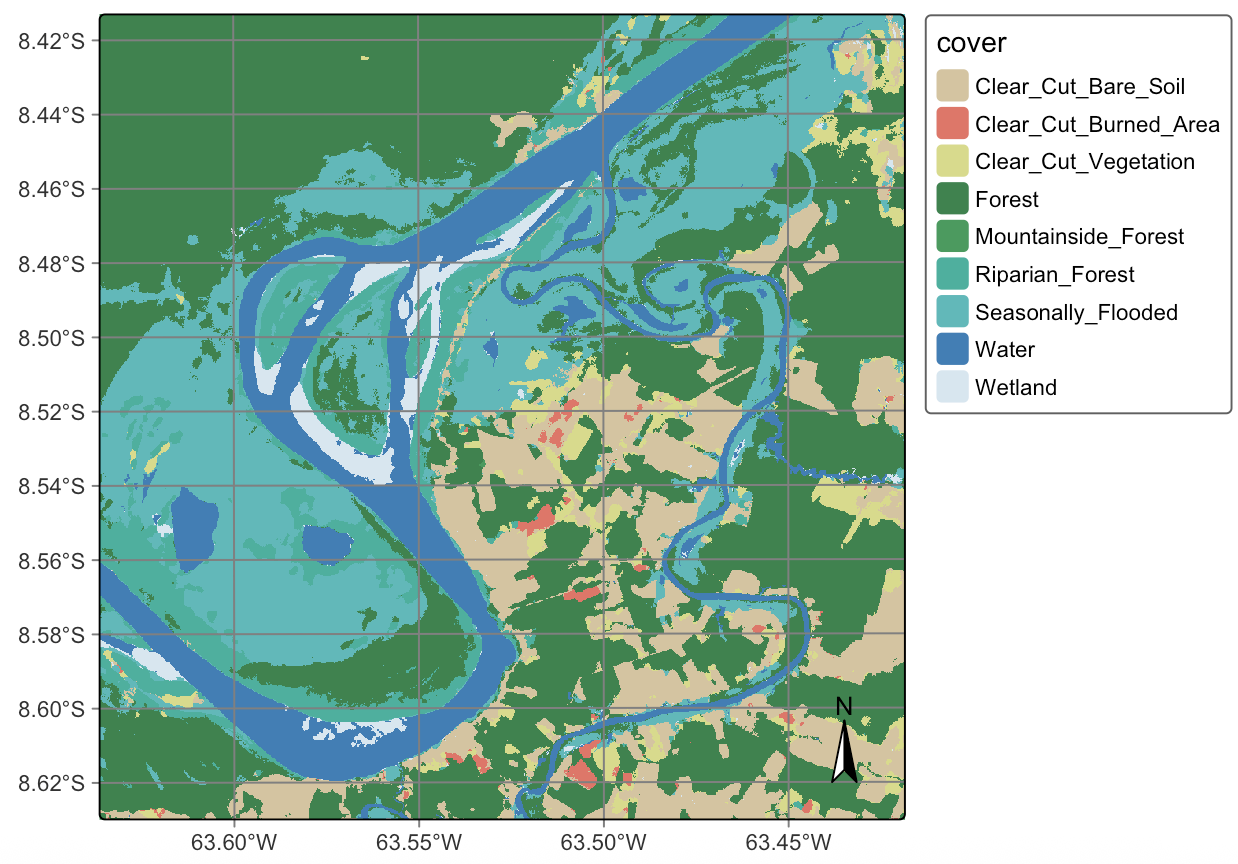 8.42°S
8.44°S
8.46°S
8.48°S
8.50°S
8.52°S
8.54°S
8.56°S
8.58°S
8.60°S
8.62°S
63.60°W 63.55°W 63.50°W 63.45°W
N
cover
Clear_Cut_Bare_Soil
Clear_Cut_Burned_Area
Clear_Cut_Vegetation
Forest
Mountainside_Forest
Riparian_Forest
Seasonally_Flooded
Water
Wetland